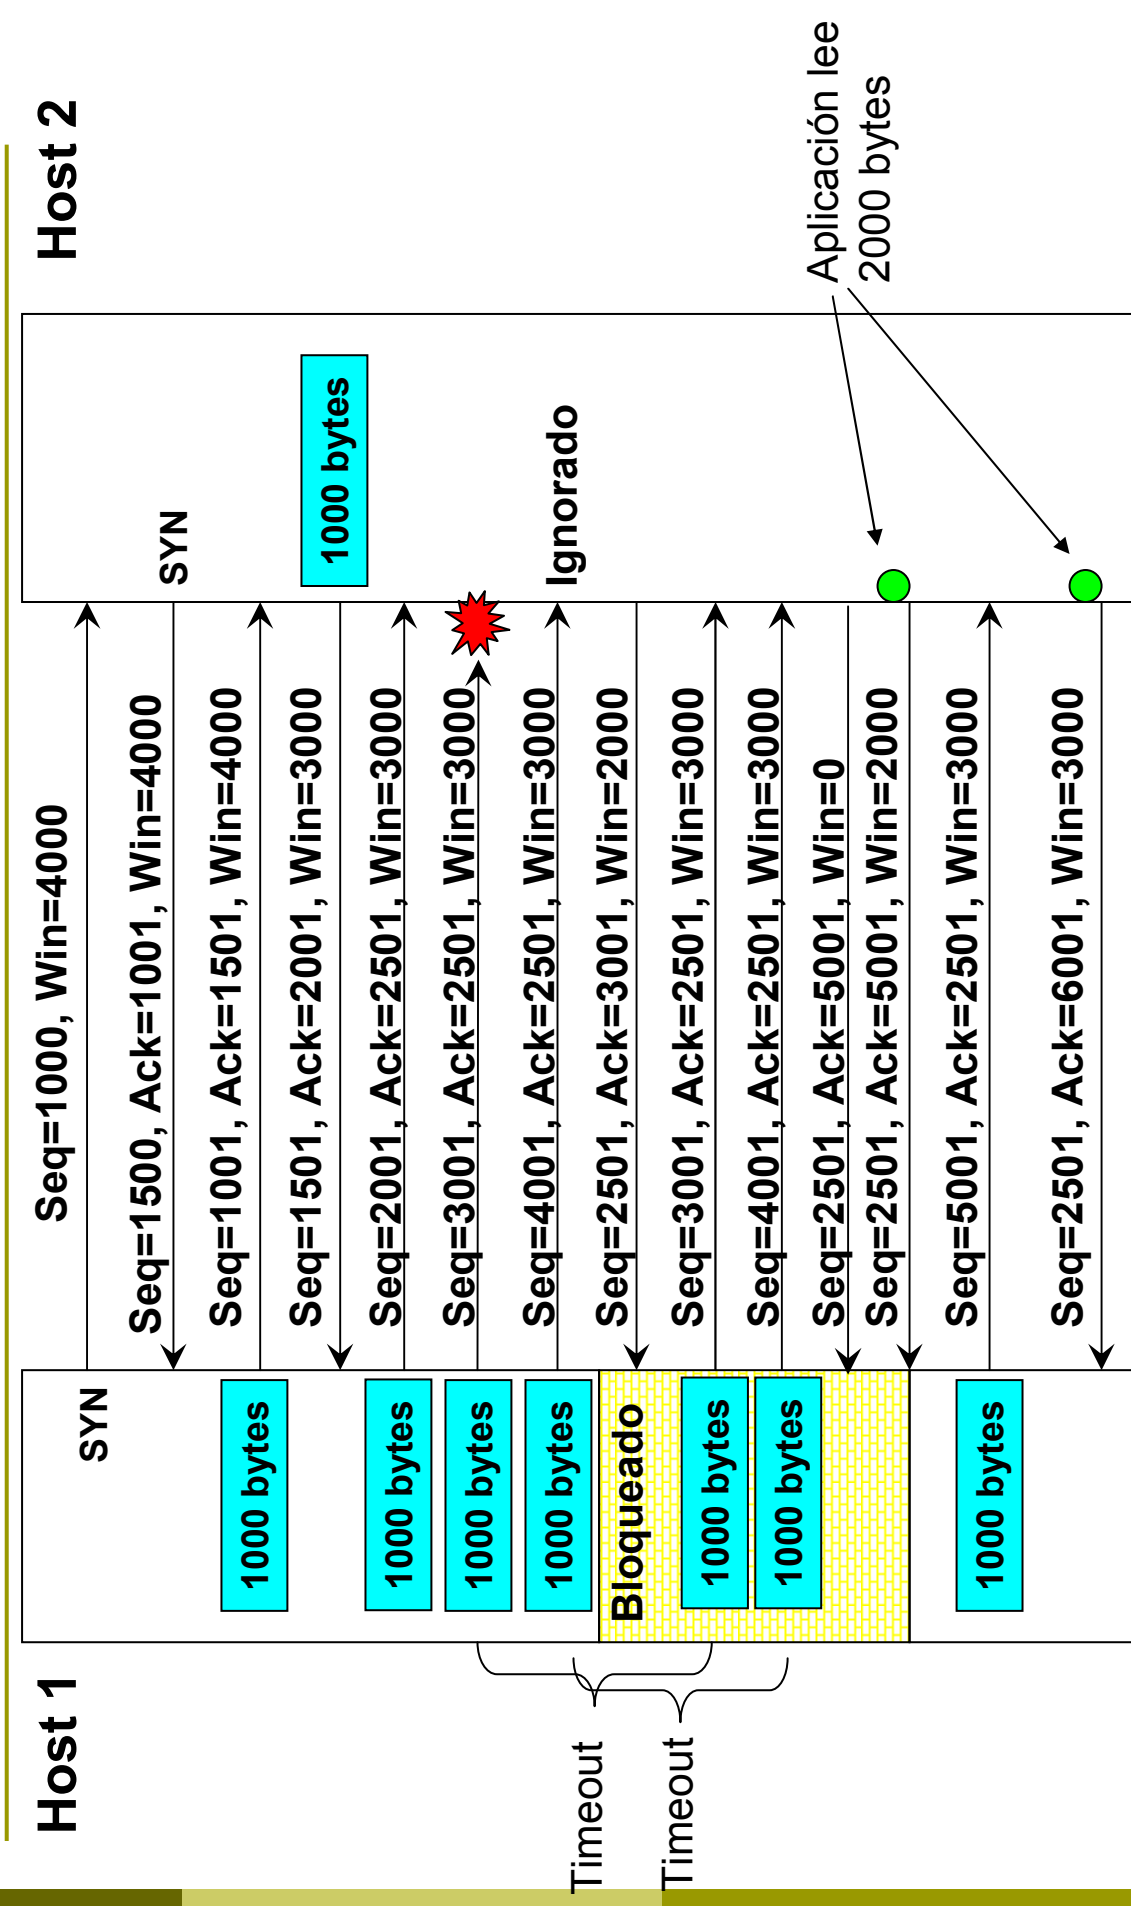 Host 1
Host 2
Seq=1000, Win=4000
SYN
Seq=1500, Ack=1001, Win=4000
SYN
1000 bytes
Seq=1001, Ack=1501, Win=4000
Seq=1501, Ack=2001, Win=3000
1000 bytes
1000 bytes
Seq=2001, Ack=2501, Win=3000
1000 bytes
Seq=3001, Ack=2501, Win=3000
1000 bytes
Seq=4001, Ack=2501, Win=3000
Ignorado
Timeout
Bloqueado
Seq=2501, Ack=3001, Win=2000
Timeout
1000 bytes
Seq=3001, Ack=2501, Win=3000
1000 bytes
Seq=4001, Ack=2501, Win=3000
Seq=2501, Ack=5001, Win=0
Aplicación lee
2000 bytes
Seq=2501, Ack=5001, Win=2000
1000 bytes
Seq=5001, Ack=2501, Win=3000
Seq=2501, Ack=6001, Win=3000